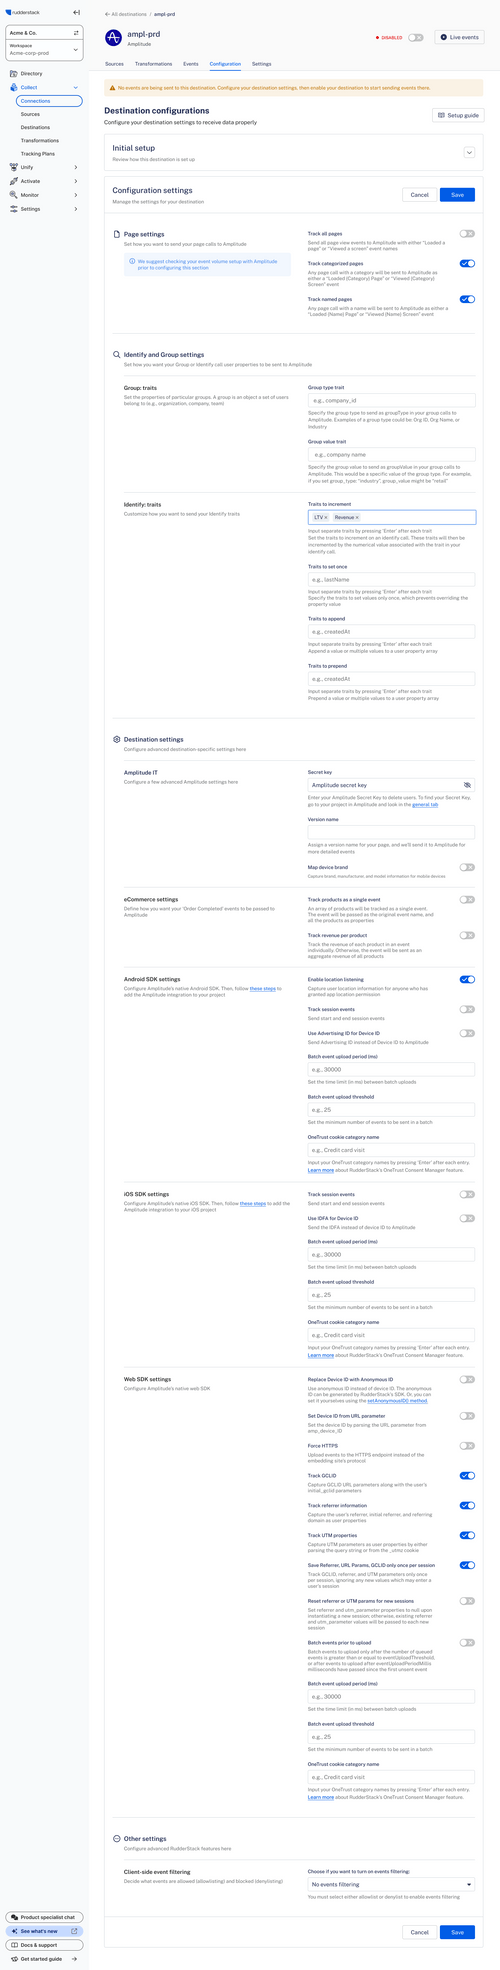 rudderstack
Acme & Co.
Workspace
Acme-corp-prod
Directory
Collect
Connections
Sources
Destinations
Transformations
Tracking Plans
Unify
Activate
Monitor
Settings
Product specialist chat
See what's new
Docs & support
Get started guide
← All destinations / ampl-prd
ampl-prd
Amplitude
DISABLED
Live events
Sources
Transformations
Events
Configuration
Settings
No events are being sent to this destination. Configure your destination settings, then enable your destination to start sending events there.
Destination configurations
Configure your destination settings to receive data properly
Setup guide
Initial setup
Review how this destination is set up
Configuration settings
Manage the settings for your destination
Cancel
Save
Page settings
Set how you want to send your page calls to Amplitude
We suggest checking your event volume setup with Amplitude
prior to configuring this section
Track all pages
Send all page view events to Amplitude with either "Loaded a
page" or "Viewed a screen" event names
Track categorized pages
Any page call with a category will be sent to Amplitude as
either a "Loaded (Category) Page" or "Viewed (Category)
Screen" event
Track named pages
Any page call with a name will be sent to Amplitude as either a
"Loaded (Name) Page" or "Viewed (Name) Screen" event
Identify and Group settings
Set how you want your Group or Identify call user properties to be sent to Amplitude
Group: traits
Set the properties of particular groups. A group is an object a set of users
belong to (e.g., organization, company, team)
Group type trait
e.g., company_id
Specify the group type to send as groupType in your group calls to
Amplitude. Examples of a group type could be: Org ID, Org Name, or
Industry
Group value trait
e.g., company name
Specify the group value to send as groupValue in your group calls to
Amplitude. This would be a specific value of the group type. For example,
if you set group_type "industry", group_value might be "retail"
Identify: traits
Customize how you want to send your Identify traits
Traits to increment
LTV ×
Revenue ×
Input separate traits by pressing 'Enter' after each trait
Set the traits to increment on an identify call. These traits will then be
incremented by the numerical value associated with the trait in your
identify call.
Traits to set once
e.g., lastName
Input separate traits by pressing 'Enter' after each trait
Specify the traits to set values only once, which prevents overriding the
property value
Traits to append
e.g., createdAt
Input separate traits by pressing 'Enter' after each trait
Append a value or multiple values to a user property array
Traits to prepend
e.g., createdAt
Input separate traits by pressing 'Enter' after each trait
Prepend a value or multiple values to a user property array
Destination settings
Configure advanced destination-specific settings here
Amplitude IT
Configure a few advanced Amplitude settings here
Secret key
Amplitude secret key
Enter your Amplitude Secret Key to delete users. To find your Secret Key,
go to your project in Amplitude and look in the general tab
Version name
Assign a version name for your page, and we'll send it to Amplitude for
more detailed events
Map device brand
Capture brand, manufacturer, and model information for mobile devices
eCommerce settings
Define how you want your 'Order Completed' events to be passed to
Amplitude
Track products as a single event
An array of products will be tracked as a single event.
The event will be passed as the original event name, and
all the products as properties
Track revenue per product
Track the revenue of each product in an event
individually. Otherwise, the event will be sent as an
aggregate revenue of all products
Android SDK settings
Configure Amplitude's native Android SDK. Then, follow these steps to
add the Amplitude integration to your project
Enable location listening
Capture user location information for anyone who has
granted app location permission
Track session events
Send start and end session events
Use Advertising ID for Device ID
Send Advertising ID instead of Device ID to Amplitude
Batch event upload period (ms)
e.g., 30000
Set the time limit (in ms) between batch uploads
Batch event upload threshold
e.g., 25
Set the minimum number of events to be sent in a batch
OneTrust cookie category name
e.g., Credit card visit
Input your OneTrust category names by pressing 'Enter' after each entry.
Learn more about RudderStack's OneTrust Consent Manager feature.
iOS SDK settings
Configure Amplitude's native iOS SDK. Then, follow these steps to add the
Amplitude integration to your iOS project
Track session events
Send start and end session events
Use IDFA for Device ID
Send the IDFA instead of device ID to Amplitude
Batch event upload period (ms)
e.g., 30000
Set the time limit (in ms) between batch uploads
Batch event upload threshold
e.g., 25
Set the minimum number of events to be sent in a batch
OneTrust cookie category name
e.g., Credit card visit
Input your OneTrust category names by pressing 'Enter' after each entry.
Learn more about RudderStack's OneTrust Consent Manager feature.
Web SDK settings
Configure Amplitude's native web SDK
Replace Device ID with Anonymous ID
Use anonymous ID instead of device ID. The anonymous
ID can be generated by RudderStack's SDK. Or, you can
set it yourselves using the setAnonymousID() method.
Set Device ID from URL parameter
Set the device ID by parsing the URL parameter from
amp_device_ID
Force HTTPS
Upload events to the HTTPS endpoint instead of the
embedding site's protocol
Track GCLID
Capture GCLID URL parameters along with the user's
initial_gclid parameters
Track referrer information
Capture the user's referrer, initial referrer, and referring
domain as user properties
Track UTM properties
Capture UTM parameters as user properties by either
parsing the query string or from the _utmz cookie
Save Referrer, URL Params, GCLID only once per session
Track GCLID, referrer, and UTM parameters only once
per session, ignoring any new values which may enter a
user's session
Reset referrer or UTM params for new sessions
Set referrer and utm_parameter properties to null upon
instantiating a new session; otherwise, existing referrer
and utm_parameter values will be passed to each new
session
Batch events prior to upload
Batch events to upload only after the number of queued
events is greater than or equal to eventUploadThreshold,
or after events to upload after eventUploadPeriodMillis
milliseconds have passed since the first unsent event
Batch event upload period (ms)
e.g., 30000
Set the time limit (in ms) between batch uploads
Batch event upload threshold
e.g., 25
Set the minimum number of events to be sent in a batch
OneTrust cookie category name
e.g., Credit card visit
Input your OneTrust category names by pressing 'Enter' after each entry.
Learn more about RudderStack's OneTrust Consent Manager feature.
Other settings
Configure advanced RudderStack features here
Client-side event filtering
Decide what events are allowed (allowlisting) and blocked (denylisting)
Choose if you want to turn on events filtering:
No events filtering
You must select either allowlist or denylist to enable events filtering
Cancel
Save